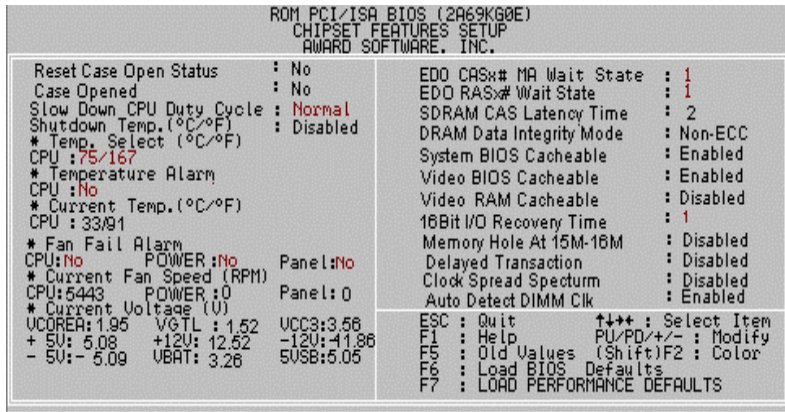 ROM PCI/ISA BIOS (2A69KG0E)
CHIPSET FEATURES SETUP
AWARD SOFTWARE. INC.
Reset Case Open Status : No
Case Opened : No
Slow Down CPU Duty Cycle : Normal
Shutdown Temp.(°C/°F) : Disabled
* Temp. Select (°C/°F)
CPU :75/167
* Temperature Alarm
CPU :No
* Current Temp.(°C/°F)
CPU : 33/91
* Fan Fail Alarm
CPU:No POWER :No Panel:No
* Current Fan Speed (RPM)
CPU:5443 POWER :0 Panel: 0
* Current Voltage (V)
VCOREA: 1.95 VGTL : 1.52 VCC3:3.56
+ 5V: 5.08 +12V: 12.52 -12V:-11.86
- 5V:- 5.09 VBAT: 3.26 5VSB:5.05
EDO CASx# MA Wait State : 1
EDO RASx# Wait State : 1
SDRAM CAS Latency Time : 2
DRAM Data Integrity Mode : Non-ECC
System BIOS Cacheable : Enabled
Video BIOS Cacheable : Enabled
Video RAM Cacheable : Disabled
16Bit I/O Recovery Time : 1
Memory Hole At 15M-16M : Disabled
Delayed Transaction : Disabled
Clock Spread Specturm : Disabled
Auto Detect DIMM Clk : Enabled
ESC : Quit ↑↓→← : Select Item
F1 : Help PU/PD/+/- : Modify
F5 : Old Values (Shift)F2 : Color
F6 : Load BIOS Defaults
F7 : LOAD PERFORMANCE DEFAULTS